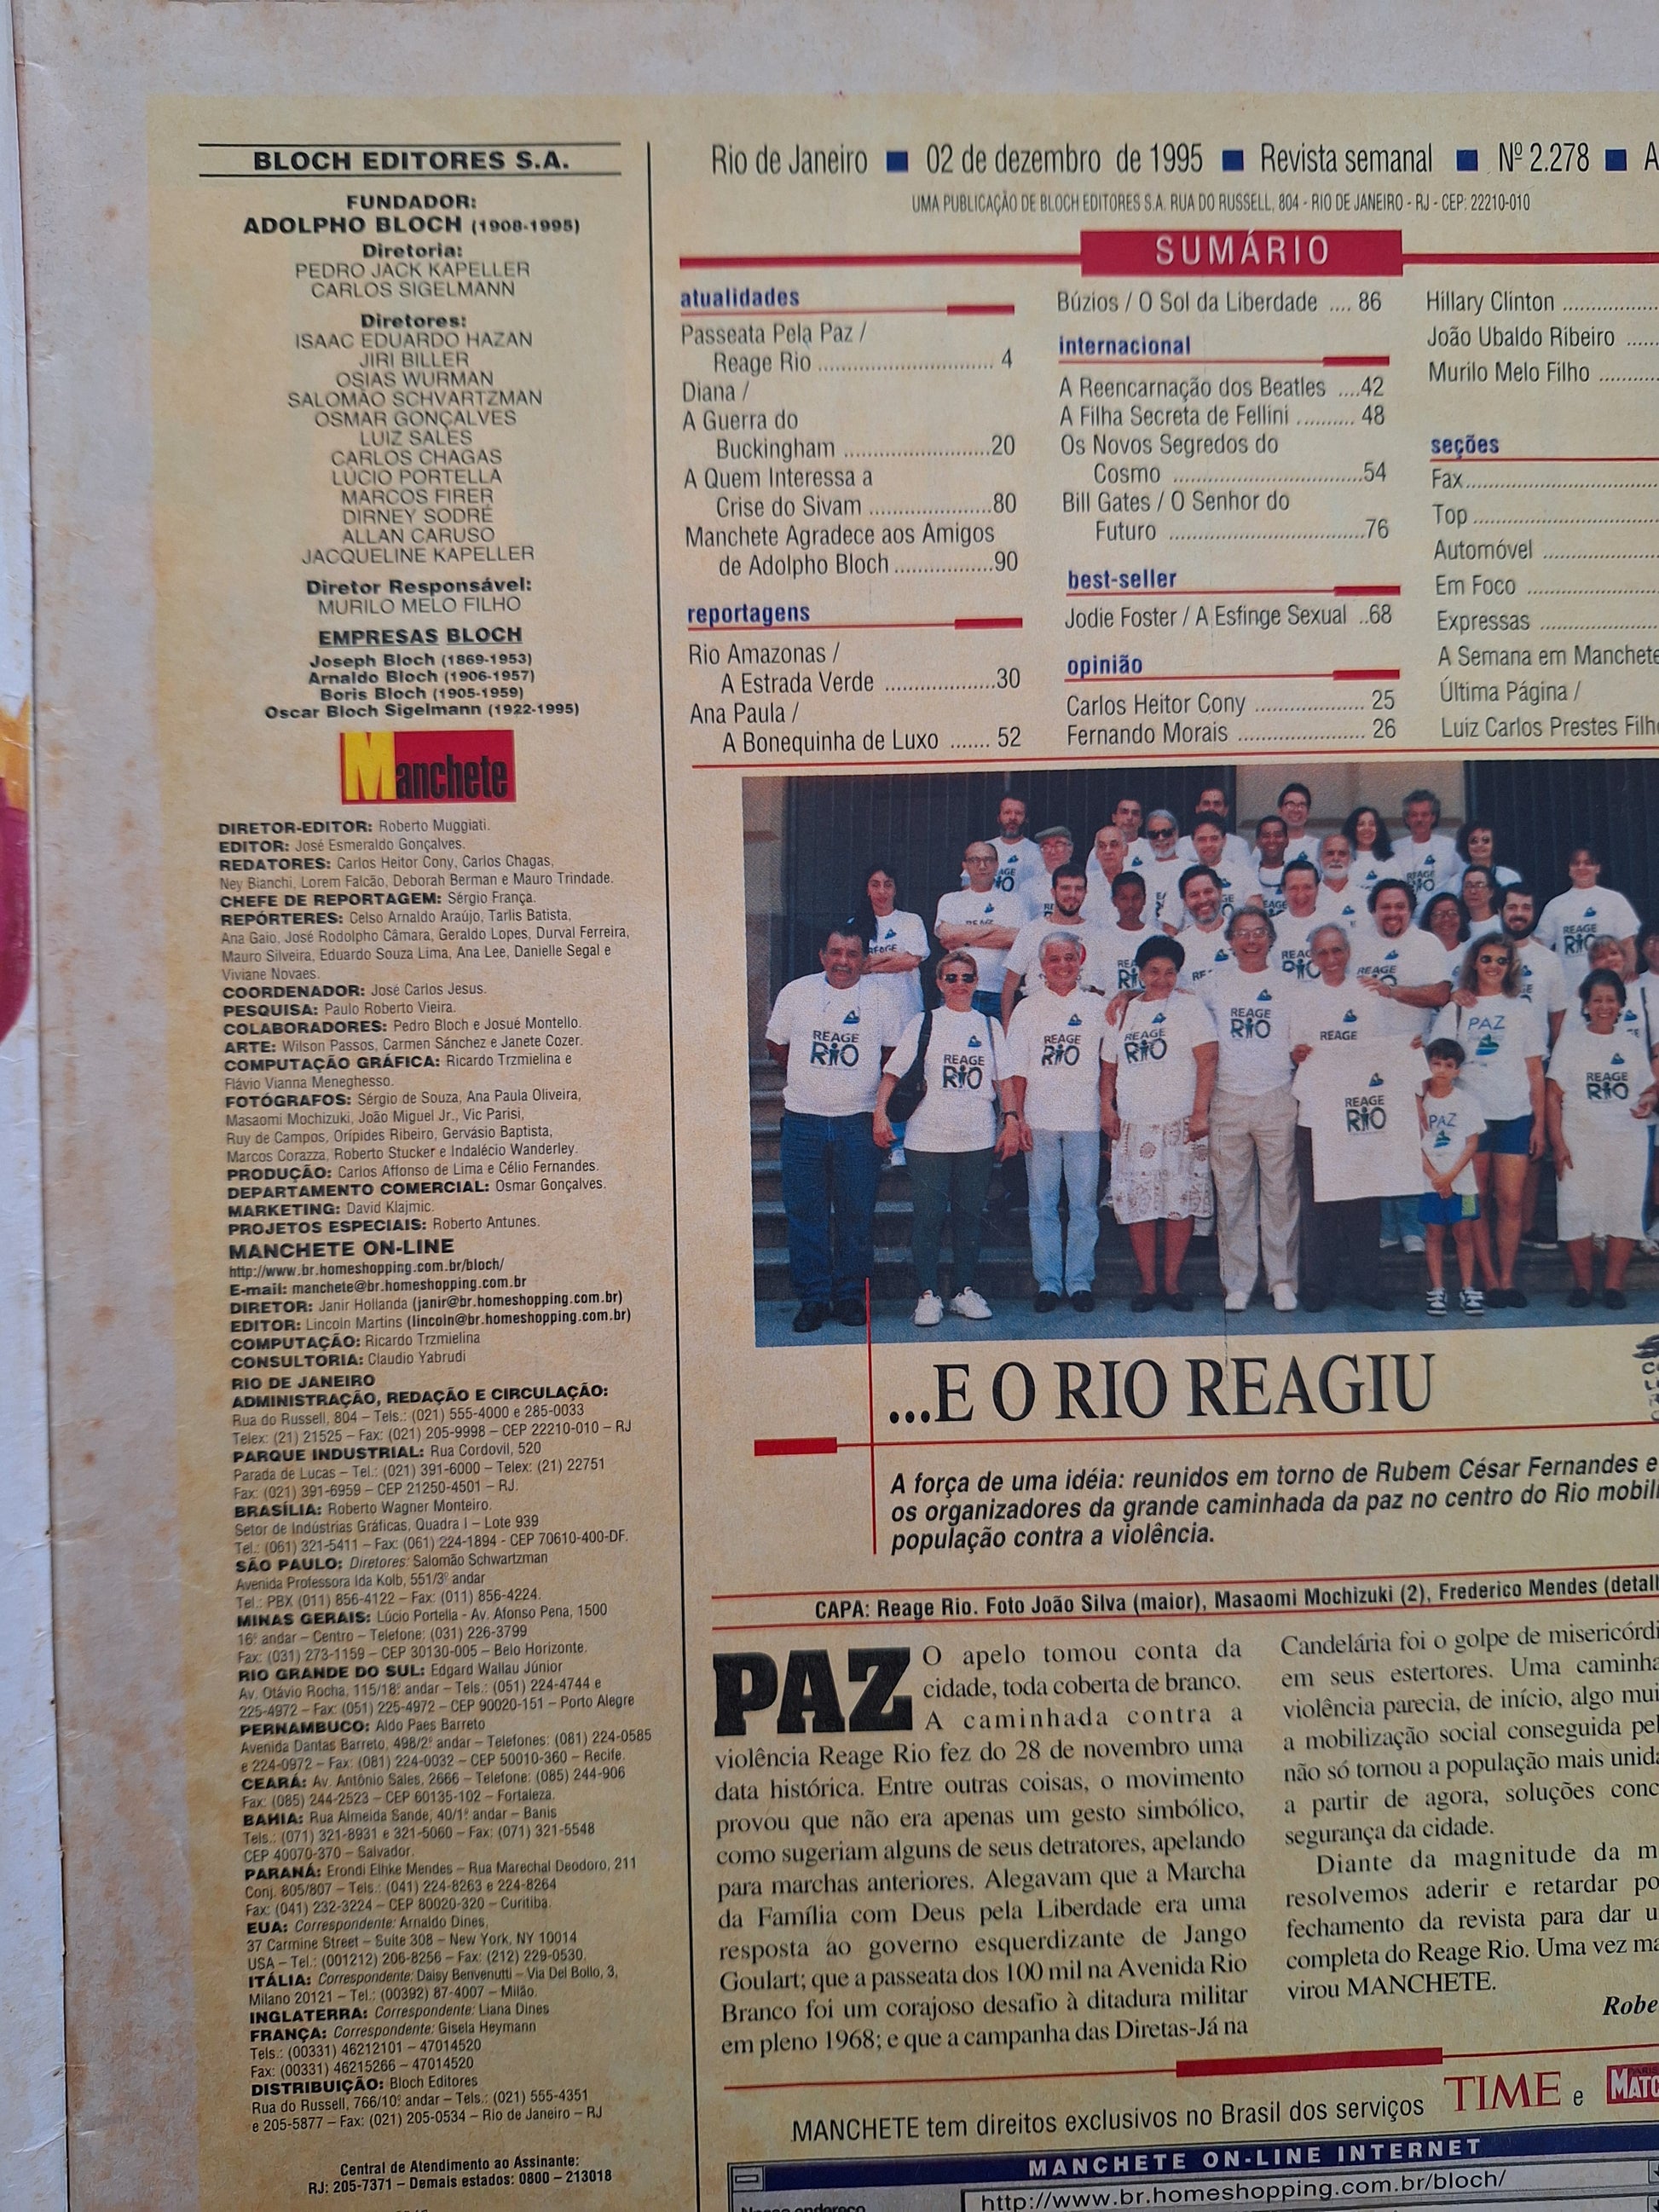 BLOCH EDITORES S.A.
FUNDADOR:
ADOLPHO BLOCH (1908-1995)
Diretoria:
PEDRO JACK KAPELLER
CARLOS SIGELMANN
Diretores:
ISAAC EDUARDO HAZAN
JIRI BILLER
OSIAS WURMAN
SALOMÃO SCHVARTZMAN
OSMAR GONÇALVES
LUIZ SALES
CARLOS CHAGAS
LÚCIO PORTELLA
MARCOS FIRER
DIRNEY SODRÉ
ALLAN CARUSO
JACQUELINE KAPELLER
Diretor Responsável:
MURILO MELO FILHO
EMPRESAS BLOCH
Joseph Bloch (1869-1953)
Arnaldo Bloch (1906-1957)
Boris Bloch (1905-1959)
Oscar Bloch Sigelmann (1922-1995)
Manchete
DIRETOR-EDITOR: Roberto Muggiati.
EDITOR: José Esmeraldo Gonçalves.
REDATORES: Carlos Heitor Cony, Carlos Chagas,
Ney Bianchi, Lorem Falcão, Deborah Berman e Mauro Trindade.
CHEFE DE REPORTAGEM: Sérgio França.
REPÓRTERES: Celso Arnaldo Araújo, Tarlis Batista,
Ana Gaio, José Rodolpho Câmara, Geraldo Lopes, Durval Ferreira,
Mauro Silveira, Eduardo Souza Lima, Ana Lee, Danielle Segal e
Viviane Novaes.
COORDENADOR: José Carlos Jesus.
PESQUISA: Paulo Roberto Vieira.
COLABORADORES: Pedro Bloch e Josué Montello.
ARTE: Wilson Passos, Carmen Sánchez e Janete Cozer.
COMPUTAÇÃO GRÁFICA: Ricardo Trzmielina e
Flávio Vianna Meneghesso.
FOTÓGRAFOS: Sérgio de Souza, Ana Paula Oliveira,
Masaomi Mochizuki, João Miguel Jr., Vic Parisi,
Ruy de Campos, Orípides Ribeiro, Gervásio Baptista,
Marcos Corazza, Roberto Stucker e Indalécio Wanderley.
PRODUÇÃO: Carlos Affonso de Lima e Célio Fernandes.
DEPARTAMENTO COMERCIAL: Osmar Gonçalves.
MARKETING: David Klajmic.
PROJETOS ESPECIAIS: Roberto Antunes.
MANCHETE ON-LINE
http://www.br.homeshopping.com.br/bloch/
E-mail: manchete@br.homeshopping.com.br
DIRETOR: Janir Hollanda (janir@br.homeshopping.com.br)
EDITOR: Lincoln Martins (lincoln@br.homeshopping.com.br)
COMPUTAÇÃO: Ricardo Trzmielina
CONSULTORIA: Claudio Yabrudi
RIO DE JANEIRO
ADMINISTRAÇÃO, REDAÇÃO E CIRCULAÇÃO:
Rua do Russell, 804 – Tels.: (021) 555-4000 e 285-0033
Telex: (21) 21525 – Fax: (021) 205-9998 – CEP 22210-010 – RJ
PARQUE INDUSTRIAL: Rua Cordovil, 520
Parada de Lucas – Tel.: (021) 391-6000 – Telex: (21) 22751
Fax: (021) 391-6959 – CEP 21250-4501 – RJ.
BRASÍLIA: Roberto Wagner Monteiro.
Setor de Indústrias Gráficas, Quadra I – Lote 939
Tel.: (061) 321-5411 – Fax: (061) 224-1894 - CEP 70610-400-DF.
SÃO PAULO: Diretores: Salomão Schwartzman
Avenida Professora Ida Kolb, 551/3º andar
Tel.: PBX (011) 856-4122 – Fax: (011) 856-4224.
MINAS GERAIS: Lúcio Portella - Av. Afonso Pena, 1500
16º andar – Centro – Telefone: (031) 226-3799
Fax: (031) 273-1159 – CEP 30130-005 – Belo Horizonte.
RIO GRANDE DO SUL: Edgard Wallau Júnior
Av. Otávio Rocha, 115/18º andar – Tels.: (051) 224-4744 e
225-4972 – Fax: (051) 225-4972 – CEP 90020-151 – Porto Alegre
PERNAMBUCO: Aldo Paes Barreto
Avenida Dantas Barreto, 498/2º andar – Telefones: (081) 224-0585
e 224-0972 – Fax: (081) 224-0032 – CEP 50010-360 – Recife.
CEARÁ: Av. Antônio Sales, 2666 – Telefone: (085) 244-906
Fax: (085) 244-2523 – CEP 60135-102 – Fortaleza.
BAHIA: Rua Almeida Sande, 40/1º andar – Banis
Tels.: (071) 321-8931 e 321-5060 – Fax: (071) 321-5548
CEP 40070-370 – Salvador.
PARANÁ: Erondi Elhke Mendes – Rua Marechal Deodoro, 211
Conj. 805/807 – Tels.: (041) 224-8263 e 224-8264
Fax: (041) 232-3224 – CEP 80020-320 – Curitiba.
EUA: Correspondente: Arnaldo Dines,
37 Carmine Street – Suite 308 – New York, NY 10014
USA – Tel.: (001212) 206-8256 – Fax: (212) 229-0530,
ITÁLIA: Correspondente: Daisy Benvenutti – Via Del Bollo, 3,
Milano 20121 – Tel.: (00392) 87-4007 – Milão.
INGLATERRA: Correspondente: Liana Dines
FRANÇA: Correspondente: Gisela Heymann
Tels.: (00331) 46212101 – 47014520
Fax: (00331) 46215266 – 47014520
DISTRIBUIÇÃO: Bloch Editores
Rua do Russell, 766/10º andar – Tels.: (021) 555-4351
e 205-5877 – Fax: (021) 205-0534 – Rio de Janeiro – RJ
Central de Atendimento ao Assinante:
RJ: 205-7371 – Demais estados: 0800 – 213018
Rio de Janeiro ■ 02 de dezembro de 1995 ■ Revista semanal ■ Nº 2.278 ■ A
UMA PUBLICAÇÃO DE BLOCH EDITORES S.A. RUA DO RUSSELL, 804 - RIO DE JANEIRO - RJ - CEP: 22210-010
SUMÁRIO
atualidades
Passeata Pela Paz /
Reage Rio .............................. 4
Diana /
A Guerra do
Buckingham .........................20
A Quem Interessa a
Crise do Sivam .....................80
Manchete Agradece aos Amigos
de Adolpho Bloch .................90
reportagens
Rio Amazonas /
A Estrada Verde ...................30
Ana Paula /
A Bonequinha de Luxo ....... 52
Búzios / O Sol da Liberdade .... 86
internacional
A Reencarnação dos Beatles ....42
A Filha Secreta de Fellini .......... 48
Os Novos Segredos do
Cosmo ................................54
Bill Gates / O Senhor do
Futuro .................................76
best-seller
Jodie Foster / A Esfinge Sexual ..68
opinião
Carlos Heitor Cony ................... 25
Fernando Morais ...................... 26
Hillary Clinton ................
João Ubaldo Ribeiro ......
Murilo Melo Filho ..........
seções
Fax................................
Top ...............................
Automóvel ....................
Em Foco .......................
Expressas .....................
A Semana em Manchete
Última Página /
Luiz Carlos Prestes Filho
REAGE RIO
REAGE RIO
REAGE RIO
REAGE RIO
REAGE RIO
REAGE
REAGE RIO
PAZ
PAZ
REAGE RIO
REAGE RIO
...E O RIO REAGIU
A força de uma idéia: reunidos em torno de Rubem César Fernandes e
os organizadores da grande caminhada da paz no centro do Rio mobili
população contra a violência.
CAPA: Reage Rio. Foto João Silva (maior), Masaomi Mochizuki (2), Frederico Mendes (detall
PAZ O apelo tomou conta da
cidade, toda coberta de branco.
A caminhada contra a
violência Reage Rio fez do 28 de novembro uma
data histórica. Entre outras coisas, o movimento
provou que não era apenas um gesto simbólico,
como sugeriam alguns de seus detratores, apelando
para marchas anteriores. Alegavam que a Marcha
da Família com Deus pela Liberdade era uma
resposta ao governo esquerdizante de Jango
Goulart; que a passeata dos 100 mil na Avenida Rio
Branco foi um corajoso desafio à ditadura militar
em pleno 1968; e que a campanha das Diretas-Já na
Candelária foi o golpe de misericórdi
em seus estertores. Uma caminha
violência parecia, de início, algo mui
a mobilização social conseguida pel
não só tornou a população mais unida
a partir de agora, soluções conc
segurança da cidade.
Diante da magnitude da m
resolvemos aderir e retardar po
fechamento da revista para dar u
completa do Reage Rio. Uma vez ma
virou MANCHETE.
Robe
MANCHETE tem direitos exclusivos no Brasil dos serviços TIME e PARIS MATC
MANCHETE ON-LINE INTERNET
http://www.br.homeshopping.com.br/bloch/